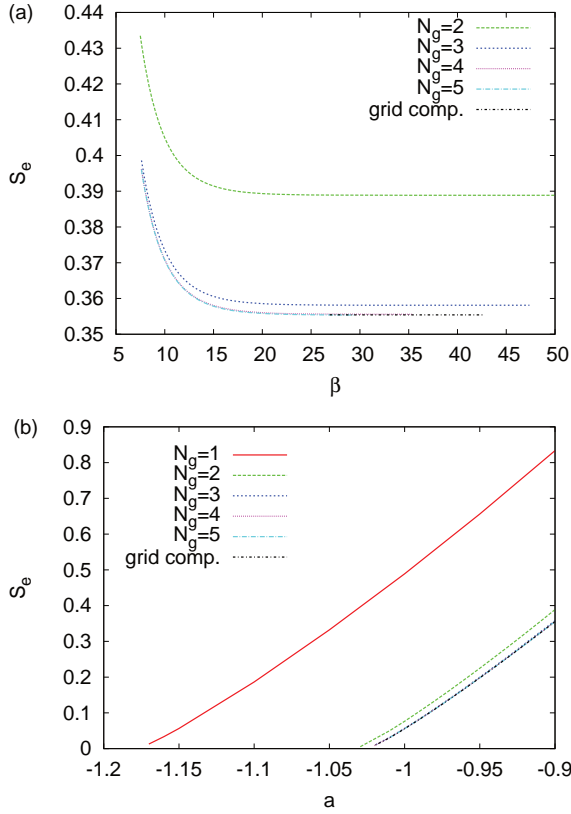 (a)
0.44
0.43
0.42
0.41
0.4
0.39
0.38
0.37
0.36
0.35
S_e
N_g=2
N_g=3
N_g=4
N_g=5
grid comp.
5 10 15 20 25 30 35 40 45 50
β
(b)
0.9
0.8
0.7
0.6
0.5
0.4
0.3
0.2
0.1
0
S_e
N_g=1
N_g=2
N_g=3
N_g=4
N_g=5
grid comp.
-1.2 -1.15 -1.1 -1.05 -1 -0.95 -0.9
a